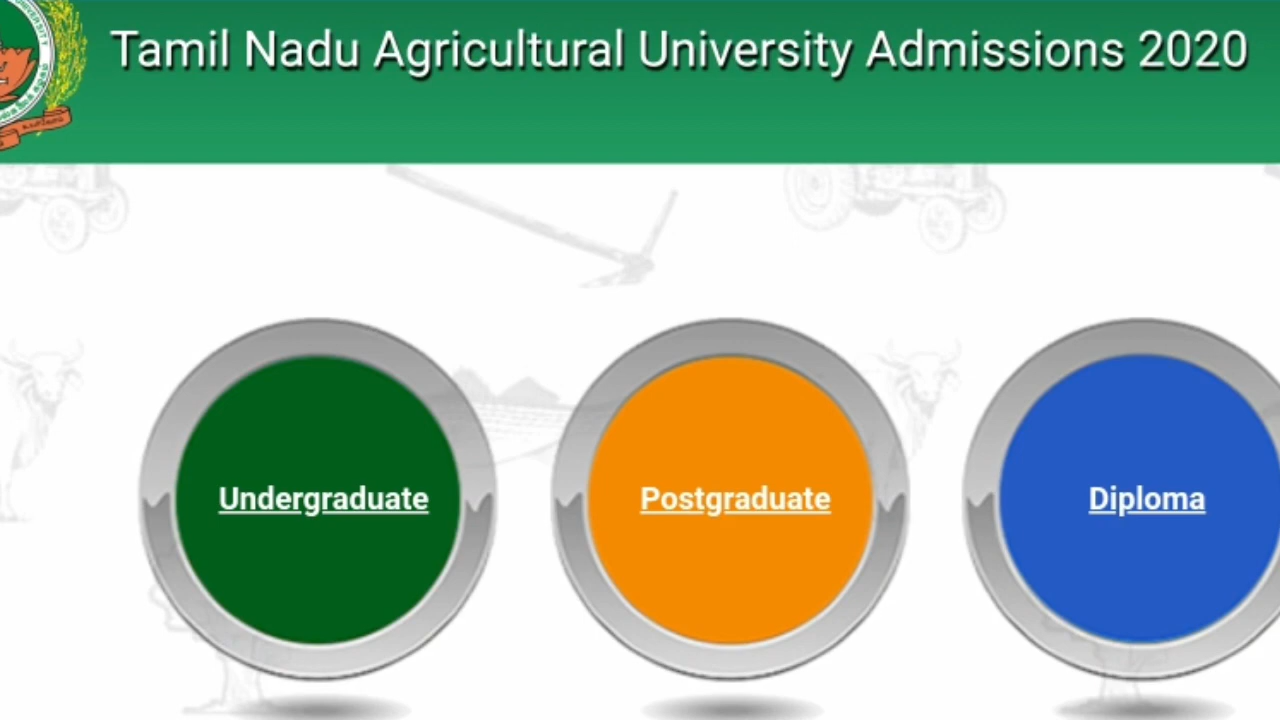 Tamil Nadu Agricultural University Admissions 2020
Undergraduate
Postgraduate
Diploma